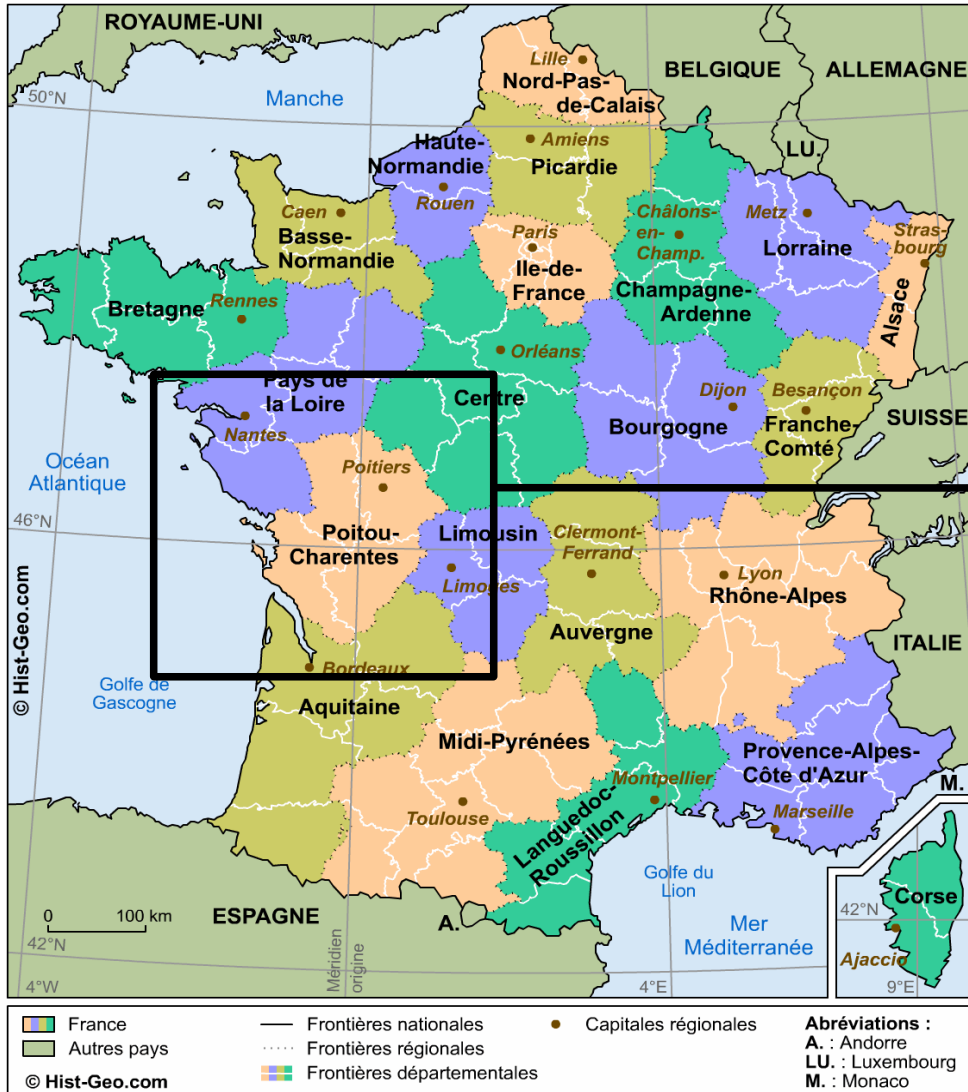 ROYAUME-UNI
Lille
Nord-Pas-
de-Calais
BELGIQUE
ALLEMAGNE
50°N
Manche
LU.
Haute-
Normandie
Rouen
Amiens
Picardie
Caen
Basse-
Normandie
Paris
Ile-de-
France
Châlons-
en-
Champ.
Champagne-
Ardenne
Metz
Lorraine
Stras-
bourg
Alsace
Bretagne
Rennes
Orléans
Centre
Pays de
la Loire
Nantes
Dijon
Bourgogne
Besançon
Franche-
Comté
SUISSE
Océan
Atlantique
Poitiers
46°N
Poitou-
Charentes
Limousin
Limoges
Clermont-
Ferrand
Auvergne
Lyon
Rhône-Alpes
ITALIE
© Hist-Geo.com
Golfe de
Gascogne
Bordeaux
Aquitaine
Midi-Pyrénées
Toulouse
Montpellier
Languedoc-
Roussillon
Provence-Alpes-
Côte d'Azur
Marseille
M.
Golfe du
Lion
Mer
Méditerranée
Corse
42°N
Ajaccio
9°E
0 100 km
ESPAGNE
A.
42°N
4°W
Méridien
origine
4°E
France
Autres pays
© Hist-Geo.com
Frontières nationales
Frontières régionales
Frontières départementales
Capitales régionales
Abréviations :
A. : Andorre
LU. : Luxembourg
M. : Monaco